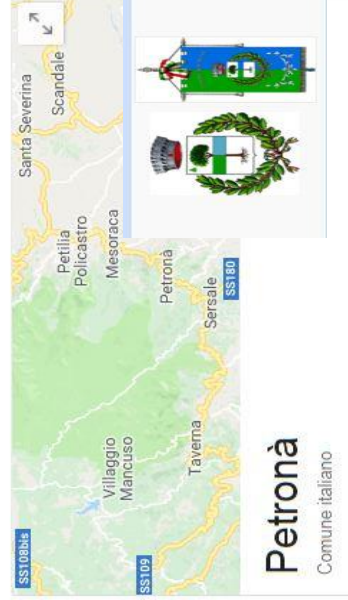 SS108bis
Santa Severina
Scandale
Petilia
Policastro
Mesoraca
Villaggio
Mancuso
Petronà
Sersale
SS180
Taverna
SS109
Petronà
Comune italiano